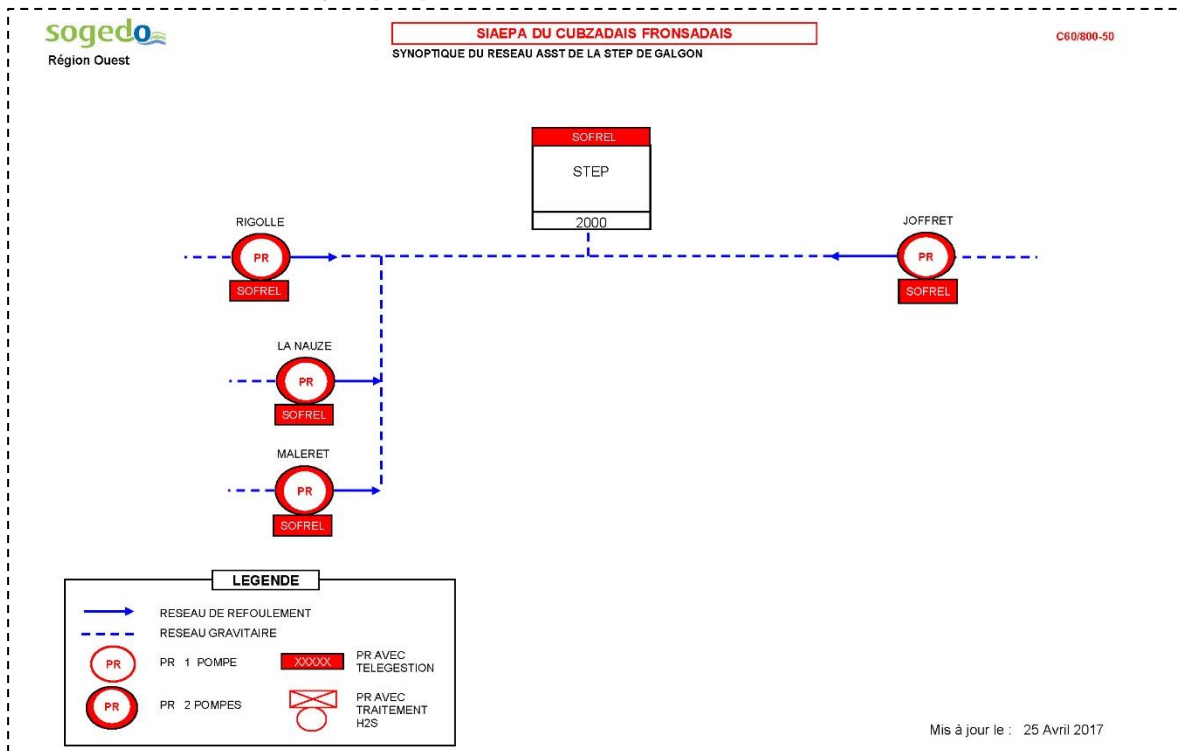 sogedo
Région Ouest
SIAEPA DU CUBZADAIS FRONSADAIS
SYNOPTIQUE DU RESEAU ASST DE LA STEP DE GALGON
C60/800-50
SOFREL
STEP
2000
RIGOLLE
PR
SOFREL
JOFFRET
PR
SOFREL
LA NAUZE
PR
SOFREL
MALERET
PR
SOFREL
LEGENDE
RESEAU DE REFOULEMENT
RESEAU GRAVITAIRE
PR
PR 1 POMPE
XXXXX
PR AVEC
TELEGESTION
PR
PR 2 POMPES
PR AVEC
TRAITEMENT
H2S
Mis à jour le : 25 Avril 2017